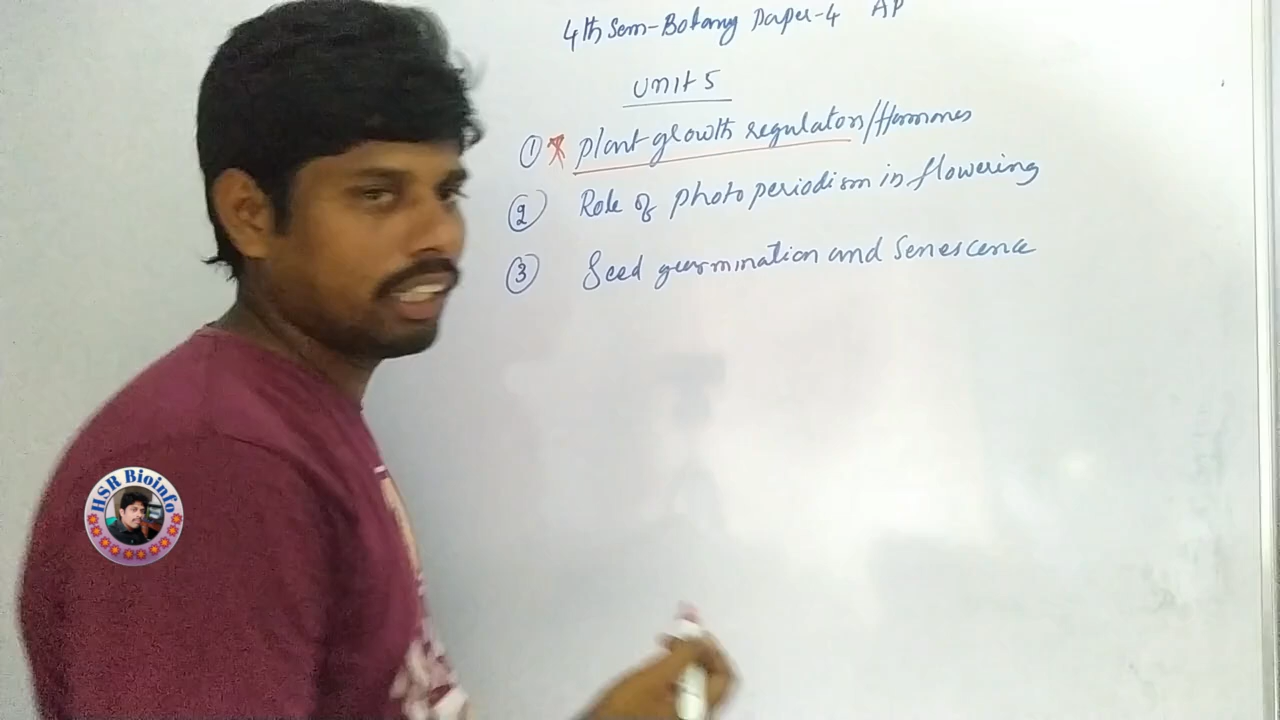 4th Sem-Botany Paper-4 AP
Unit 5
① plant growth regulators/Hormones
② Role of photoperiodism in flowering
③ Seed germination and Senescence
HSR Bioinfo